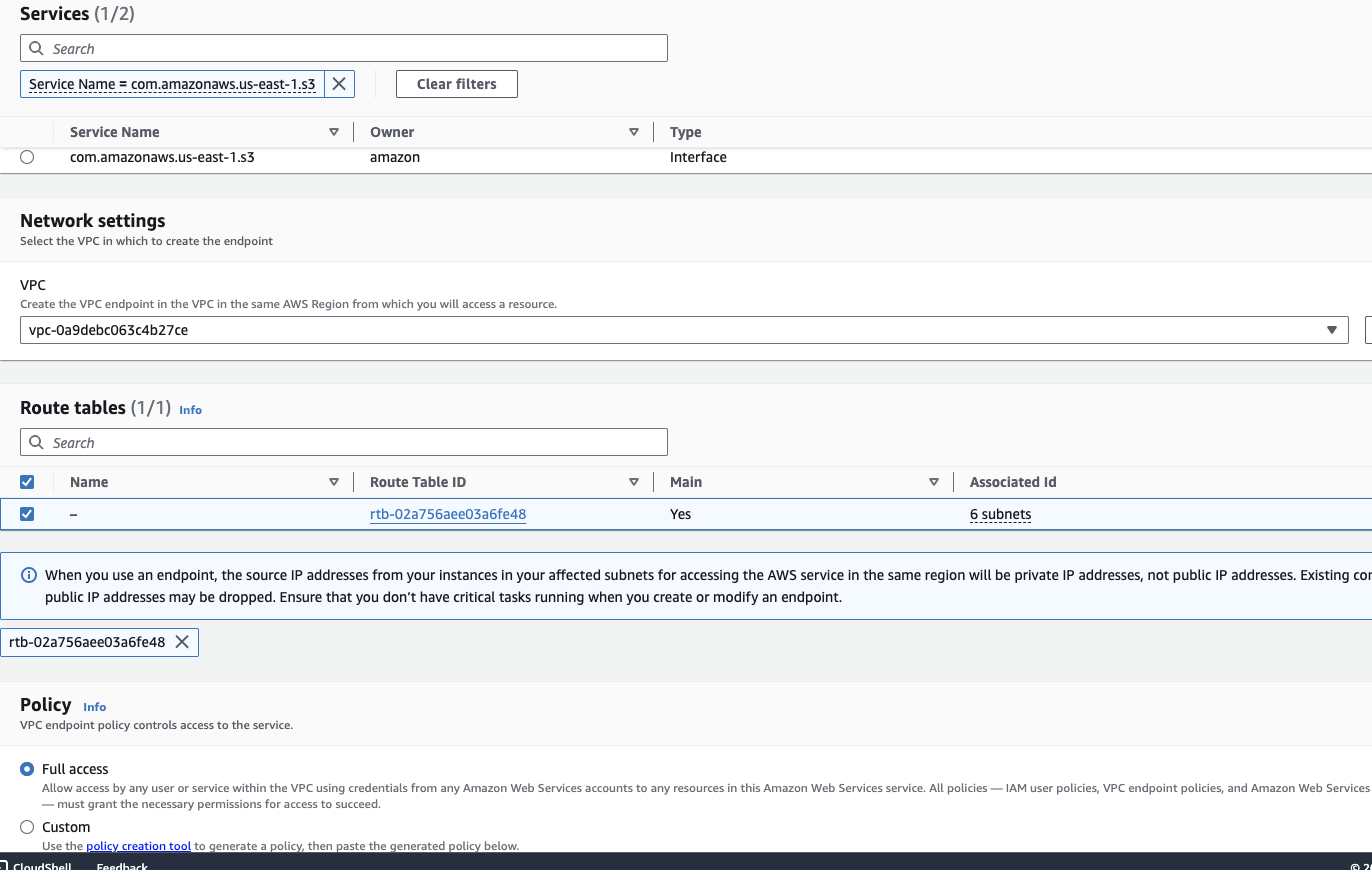 Services (1/2)
Search
Service Name = com.amazonaws.us-east-1.s3
Clear filters
Service Name Owner Type
com.amazonaws.us-east-1.s3 amazon Interface
Network settings
Select the VPC in which to create the endpoint
VPC
Create the VPC endpoint in the VPC in the same AWS Region from which you will access a resource.
vpc-0a9debc063c4b27ce
Route tables (1/1) Info
Search
Name Route Table ID Main Associated Id
– rtb-02a756aee03a6fe48 Yes 6 subnets
When you use an endpoint, the source IP addresses from your instances in your affected subnets for accessing the AWS service in the same region will be private IP addresses, not public IP addresses. Existing
public IP addresses may be dropped. Ensure that you don’t have critical tasks running when you create or modify an endpoint.
rtb-02a756aee03a6fe48
Policy Info
VPC endpoint policy controls access to the service.
Full access
Allow access by any user or service within the VPC using credentials from any Amazon Web Services accounts to any resources in this Amazon Web Services service. All policies — IAM user policies, VPC endpoint policies, and Amazon Web Services
— must grant the necessary permissions for access to succeed.
Custom
Use the policy creation tool to generate a policy, then paste the generated policy below.
CloudShell Feedback ©